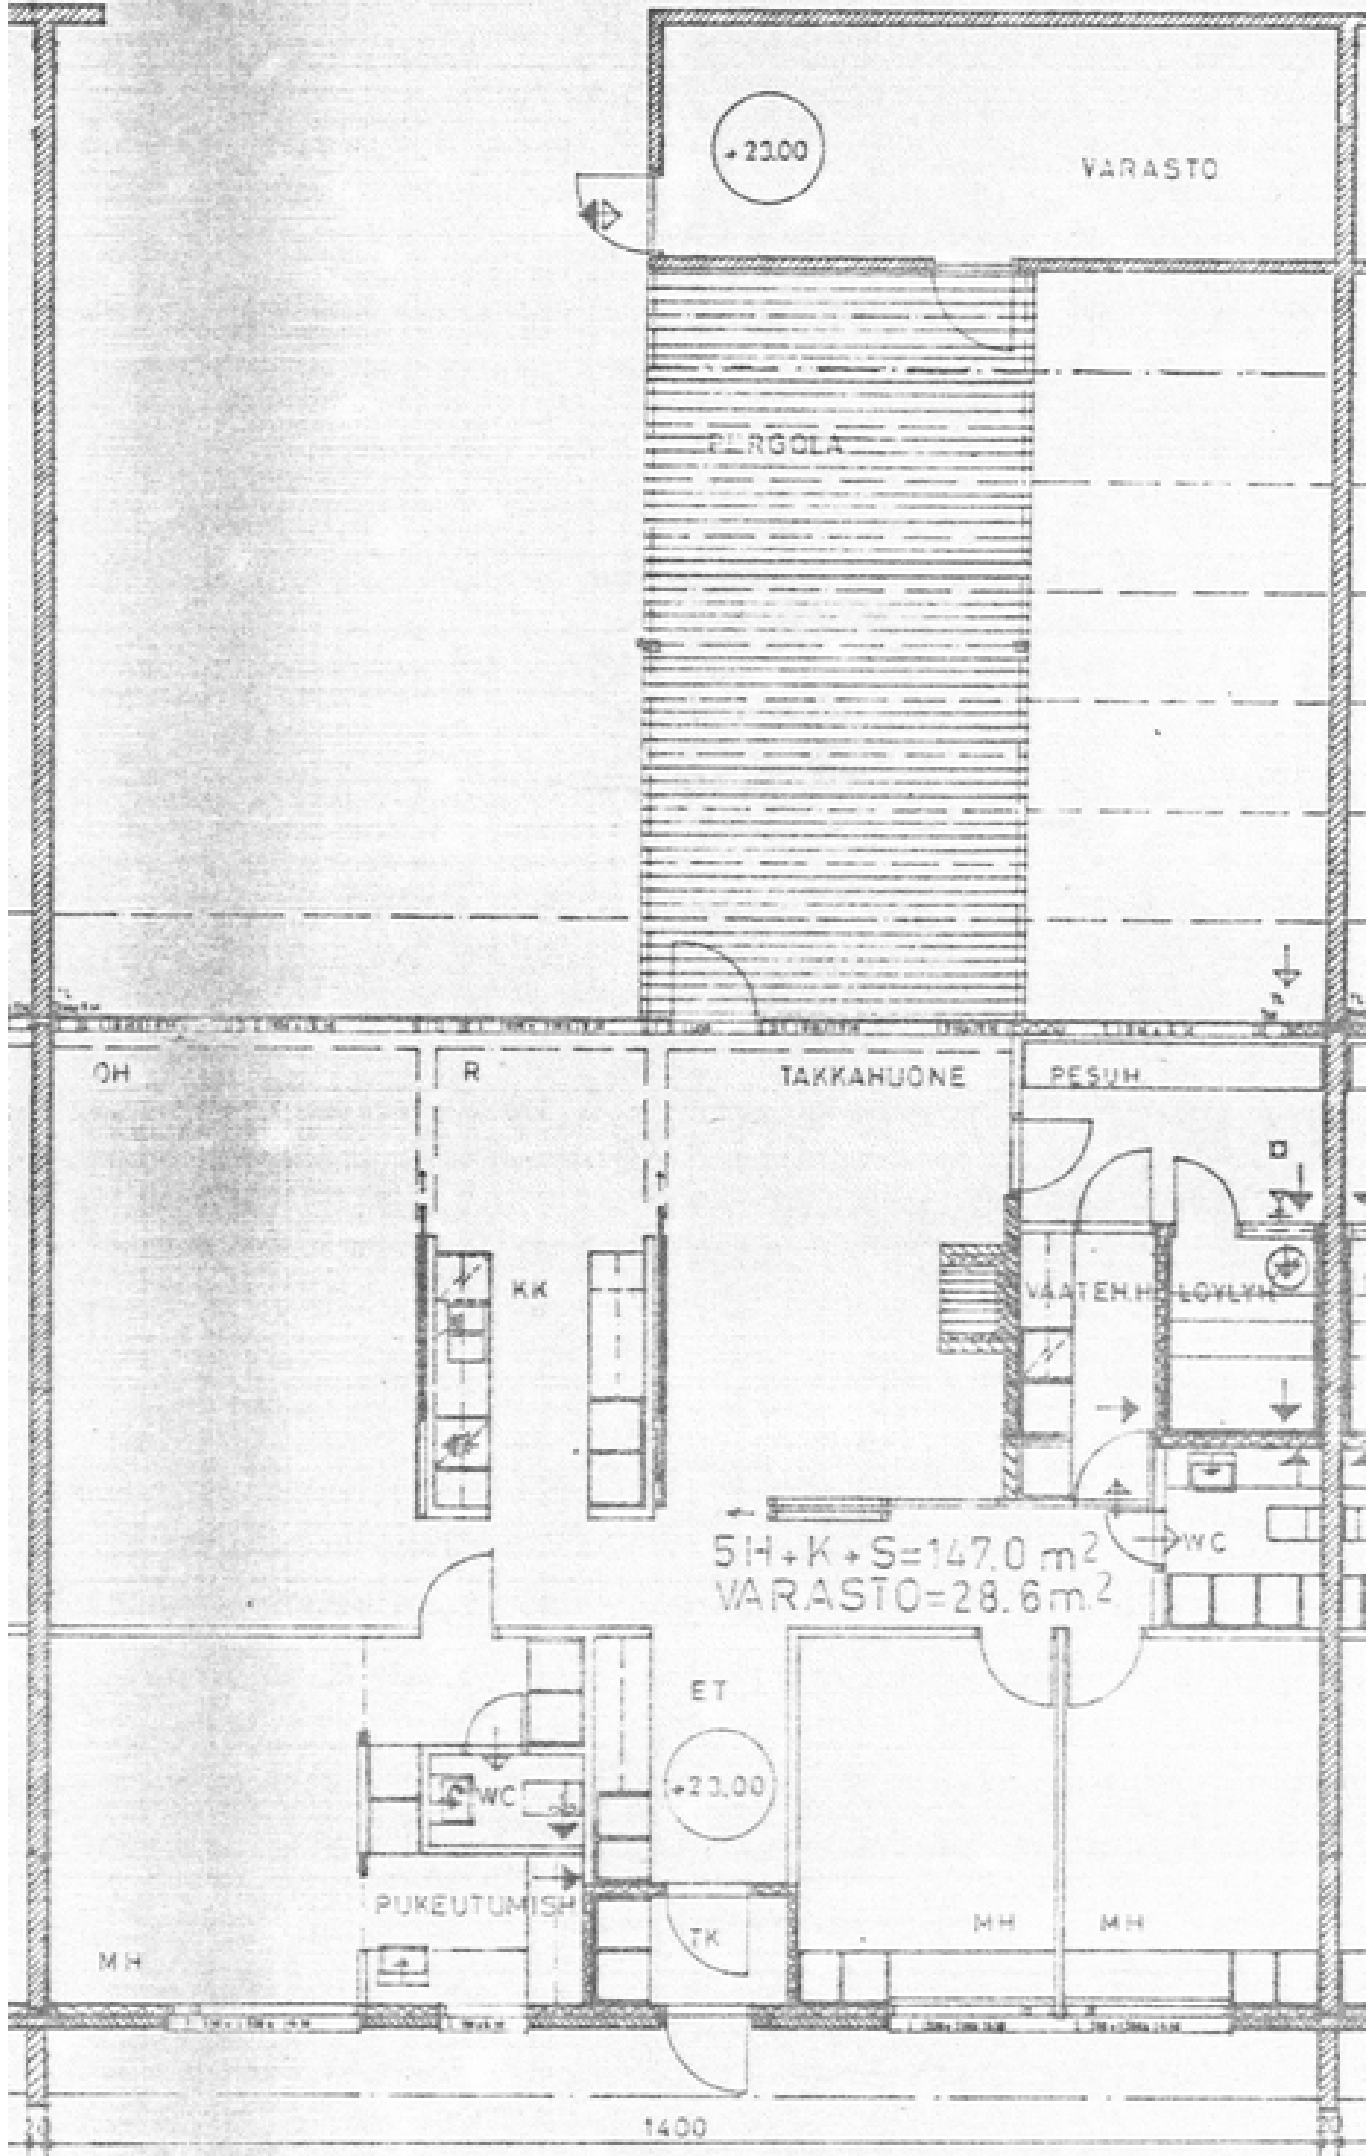 +23.00
VARASTO
PERGOLA
OH
R
TAKKAHUONE
PESUH
KK
VAATEH.H
LÖYLYH
5H+K+S=147.0 m²
VARASTO=28.6 m²
WC
ET
+23.00
WC
PUKEUTUMISH
TK
MH
MH
MH
20
1400